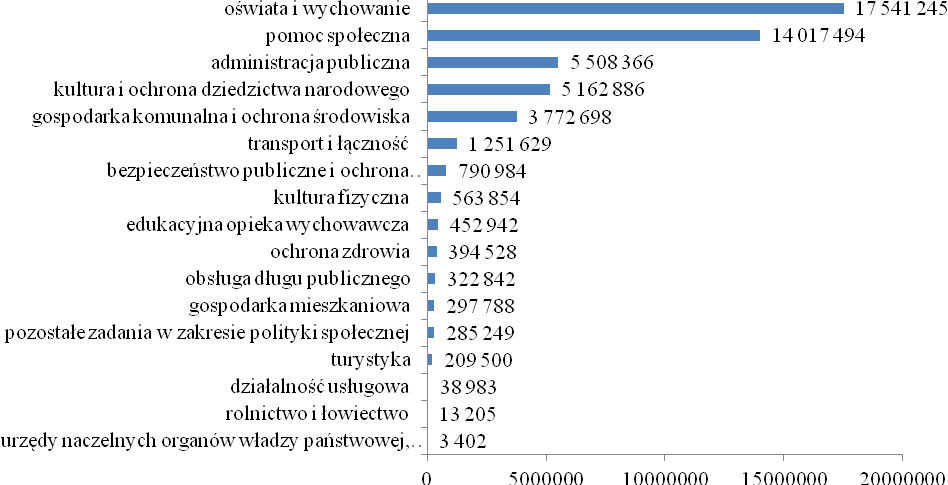 oświata i wychowanie 17 541 245
pomoc społeczna 14 017 494
administracja publiczna 5 508 366
kultura i ochrona dziedzictwa narodowego 5 162 886
gospodarka komunalna i ochrona środowiska 3 772 698
transport i łączność 1 251 629
bezpieczeństwo publiczne i ochrona.. 790 984
kultura fizyczna 563 854
edukacyjna opieka wychowawcza 452 942
ochrona zdrowia 394 528
obsługa długu publicznego 322 842
gospodarka mieszkaniowa 297 788
pozostałe zadania w zakresie polityki społecznej 285 249
turystyka 209 500
działalność usługowa 38 983
rolnictwo i łowiectwo 13 205
urzędy naczelnych organów władzy państwowej,.. 3 402
0 5000000 10000000 15000000 20000000